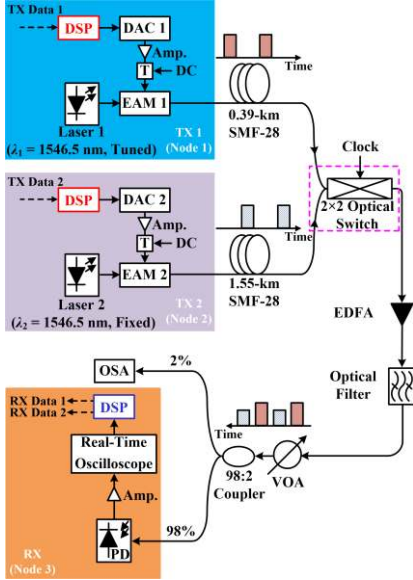 TX Data 1
DSP
DAC 1
Amp.
T
DC
EAM 1
Laser 1
TX 1
(λ₁ = 1546.5 nm, Tuned)
(Node 1)
Time
0.39-km
SMF-28
Clock
2×2 Optical
Switch
TX Data 2
DSP
DAC 2
Amp.
T
DC
EAM 2
Laser 2
TX 2
(λ₂ = 1546.5 nm, Fixed)
(Node 2)
Time
1.55-km
SMF-28
EDFA
Optical
Filter
OSA
2%
RX Data 1
RX Data 2
DSP
Real-Time
Oscilloscope
Amp.
PD
RX
(Node 3)
98%
Time
98:2
Coupler
VOA